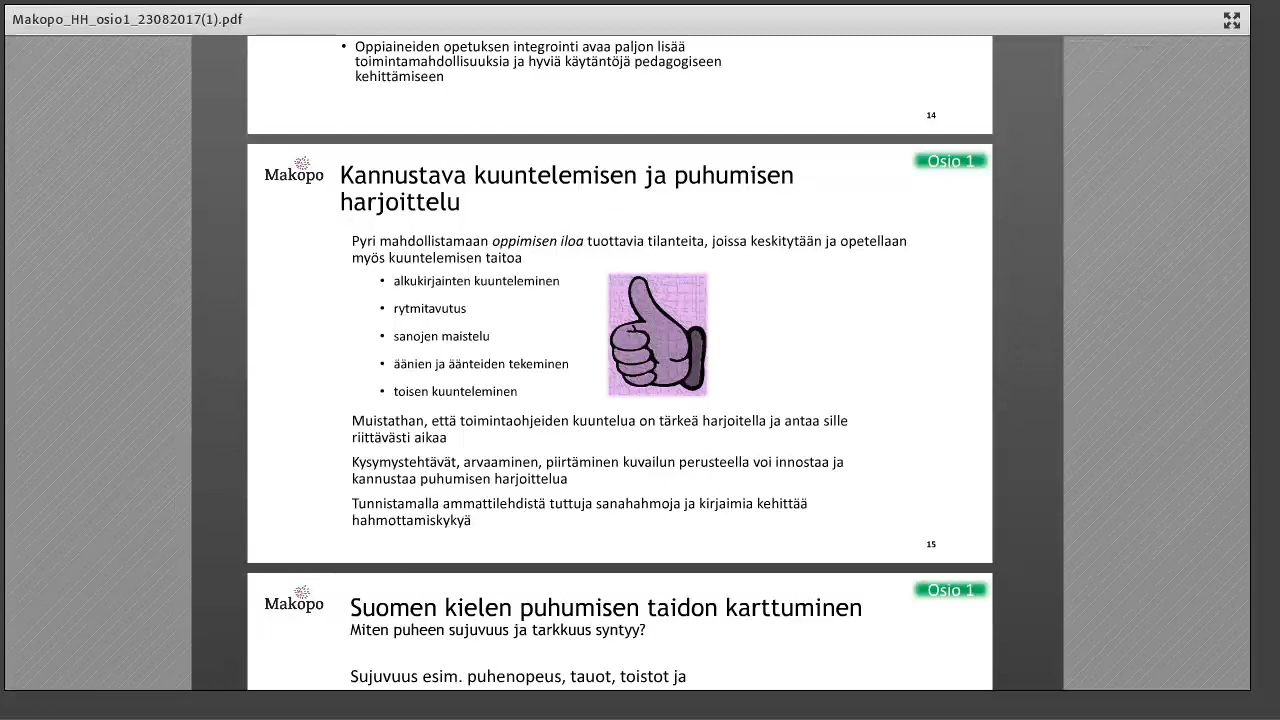 Makopo_HH_osio1_23082017(1).pdf
• Oppiaineiden opetuksen integrointi avaa paljon lisää
toimintamahdollisuuksia ja hyviä käytäntöjä pedagogiseen
kehittämiseen
14
Makopo
Osio 1
Kannustava kuuntelemisen ja puhumisen
harjoittelu
Pyri mahdollistamaan oppimisen iloa tuottavia tilanteita, joissa keskitytään ja opetellaan
myös kuuntelemisen taitoa
• alkukirjainten kuunteleminen
• rytmitavutus
• sanojen maistelu
• äänien ja äänteiden tekeminen
• toisen kuunteleminen
Muistathan, että toimintaohjeiden kuuntelua on tärkeä harjoitella ja antaa sille
riittävästi aikaa
Kysymystehtävät, arvaaminen, piirtäminen kuvailun perusteella voi innostaa ja
kannustaa puhumisen harjoittelua
Tunnistamalla ammattilehdistä tuttuja sanahahmoja ja kirjaimia kehittää
hahmottamiskykyä
15
Makopo
Osio 1
Suomen kielen puhumisen taidon karttuminen
Miten puheen sujuvuus ja tarkkuus syntyy?
Sujuvuus esim. puhenopeus, tauot, toistot ja